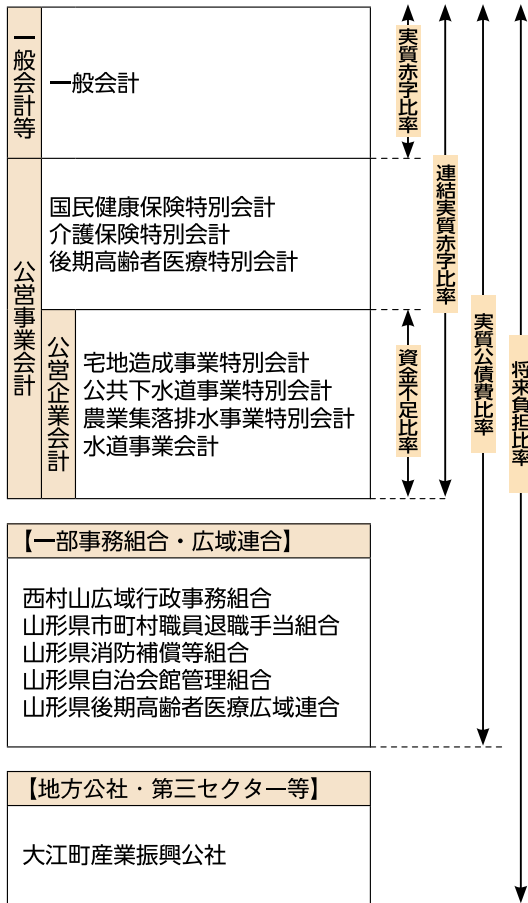 一般会計等
一般会計
実質赤字比率
連結実質赤字比率
実質公債費比率
将来負担比率
公営事業会計
国民健康保険特別会計
介護保険特別会計
後期高齢者医療特別会計
公営企業会計
宅地造成事業特別会計
公共下水道事業特別会計
農業集落排水事業特別会計
水道事業会計
資金不足比率
【一部事務組合・広域連合】
西村山広域行政事務組合
山形県市町村職員退職手当組合
山形県消防補償等組合
山形県自治会館管理組合
山形県後期高齢者医療広域連合
【地方公社・第三セクター等】
大江町産業振興公社